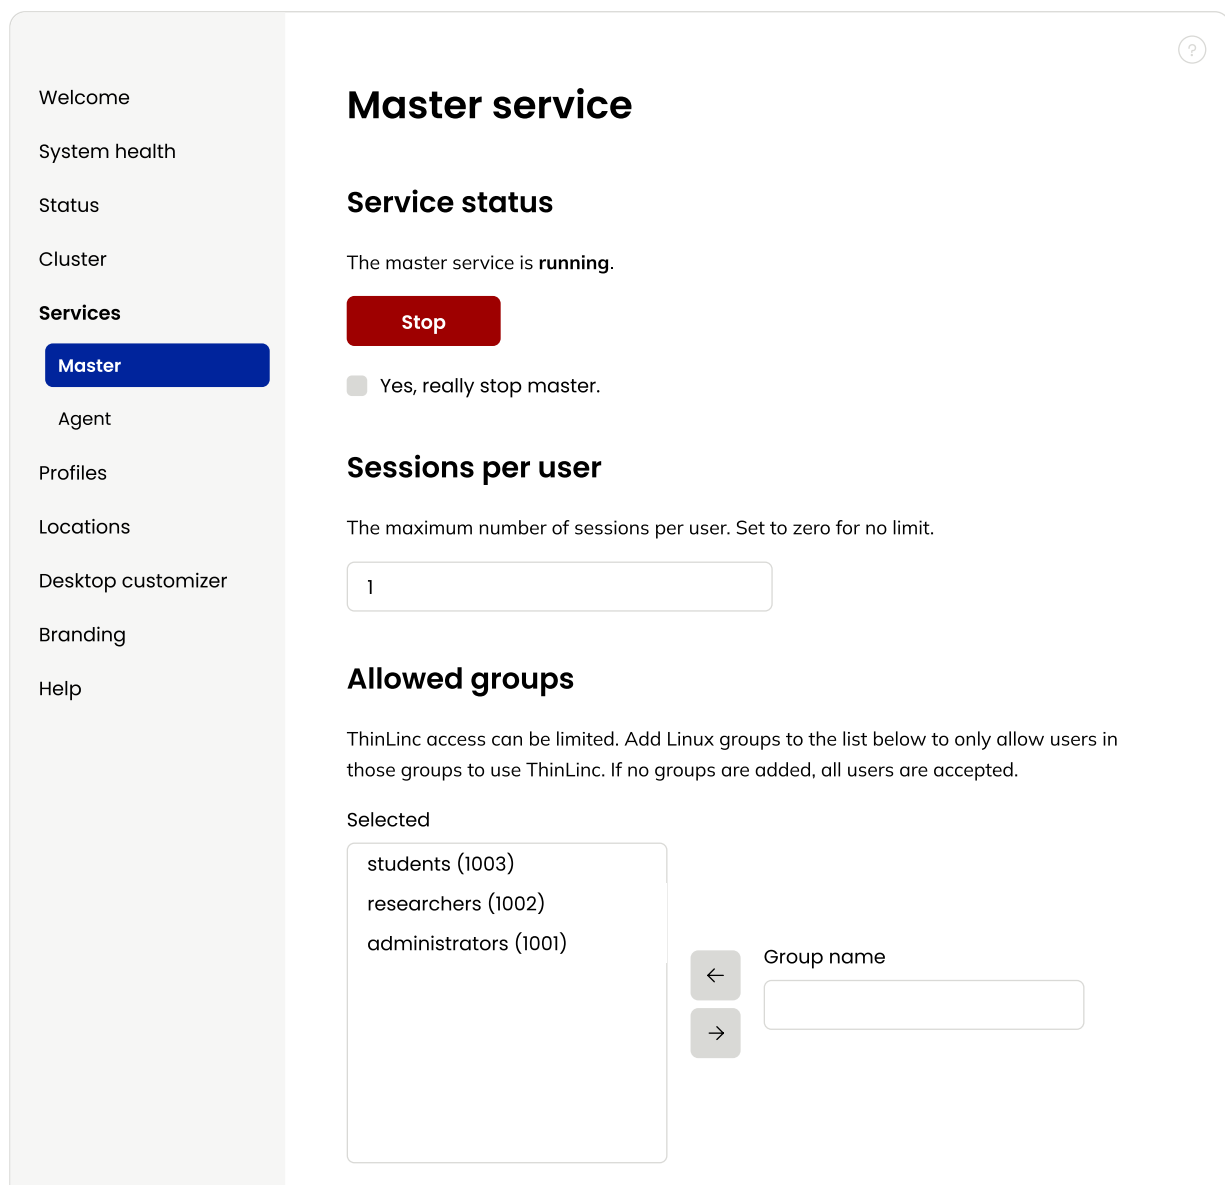 ?
Welcome
System health
Status
Cluster
Services
Master
Agent
Profiles
Locations
Desktop customizer
Branding
Help
Master service
Service status
The master service is running.
Stop
Yes, really stop master.
Sessions per user
The maximum number of sessions per user. Set to zero for no limit.
1
Allowed groups
ThinLinc access can be limited. Add Linux groups to the list below to only allow users in
those groups to use ThinLinc. If no groups are added, all users are accepted.
Selected
students (1003)
researchers (1002)
administrators (1001)
←
→
Group name